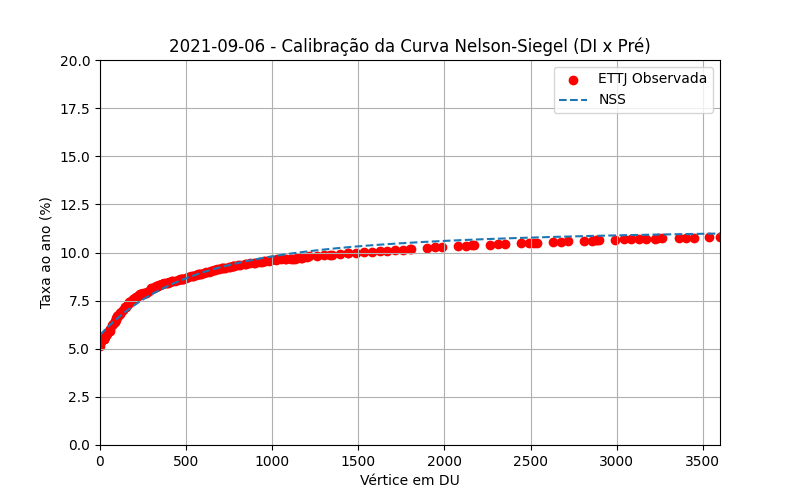 2021-09-06 - Calibração da Curva Nelson-Siegel (DI x Pré)
ETTJ Observada
NSS
Taxa ao ano (%)
20.0
17.5
15.0
12.5
10.0
7.5
5.0
2.5
0.0
0 500 1000 1500 2000 2500 3000 3500
Vértice em DU